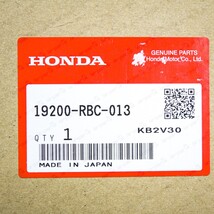 HONDA
GENUINE PARTS
Honda Motor Co., Ltd.
19200-RBC-013
QTY 1
KB2V30
MADE IN JAPAN